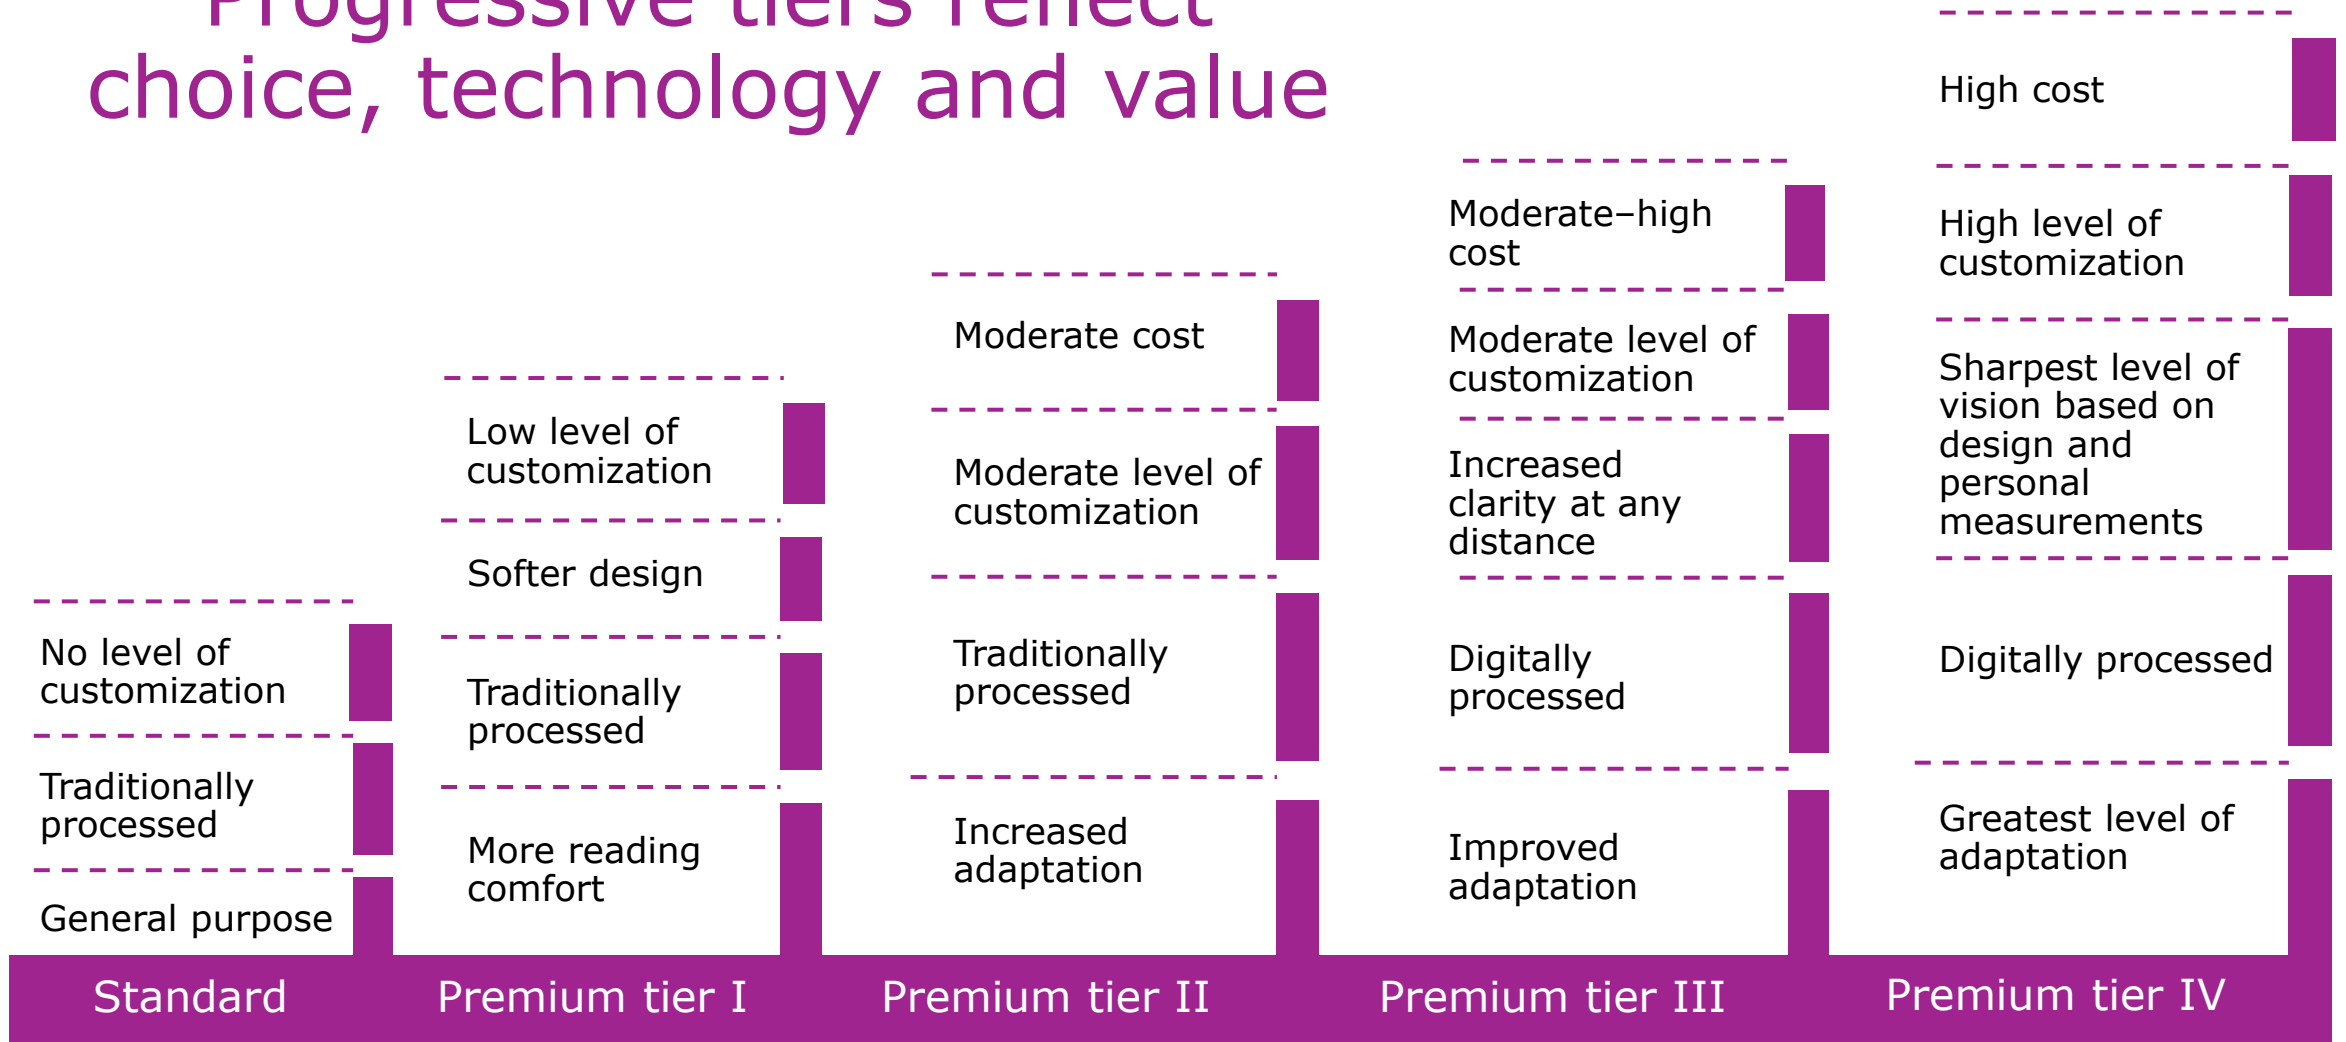 Progressive tiers reflect
choice, technology and value
No level of
customization
Traditionally
processed
General purpose
Standard
Low level of
customization
Softer design
Traditionally
processed
More reading
comfort
Premium tier I
Moderate cost
Moderate level of
customization
Traditionally
processed
Increased
adaptation
Premium tier II
Moderate–high
cost
Moderate level of
customization
Increased
clarity at any
distance
Digitally
processed
Improved
adaptation
Premium tier III
High cost
High level of
customization
Sharpest level of
vision based on
design and
personal
measurements
Digitally processed
Greatest level of
adaptation
Premium tier IV